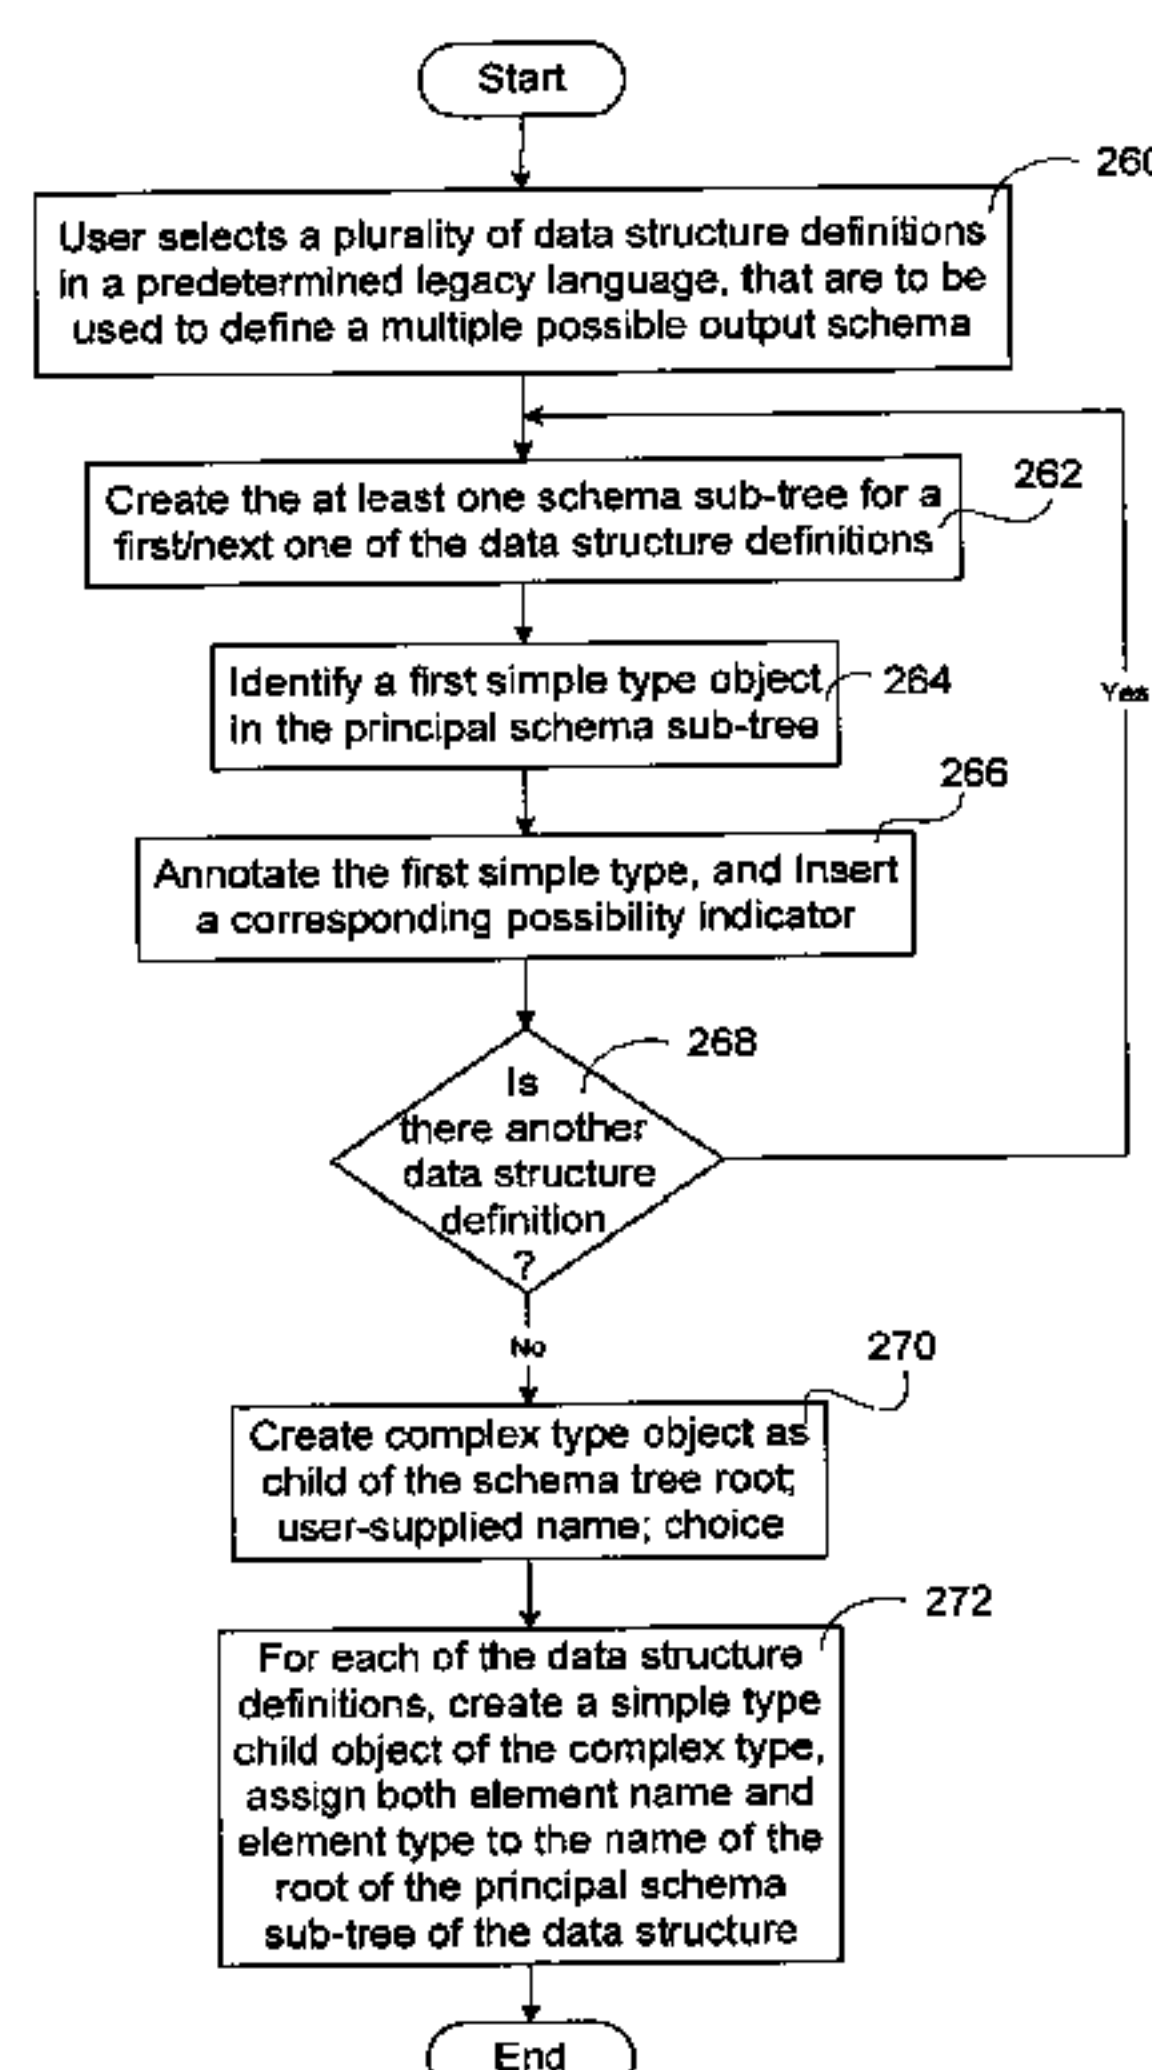 Start
260
User selects a plurality of data structure definitions
in a predetermined legacy language, that are to be
used to define a multiple possible output schema
262
Create the at least one schema sub-tree for a
first/next one of the data structure definitions
264
Identify a first simple type object
in the principal schema sub-tree
Yes
266
Annotate the first simple type, and Insert
a corresponding possibility indicator
268
Is
there another
data structure
definition
?
No
270
Create complex type object as
child of the schema tree root;
user-supplied name; choice
272
For each of the data structure
definitions, create a simple type
child object of the complex type,
assign both element name and
element type to the name of the
root of the principal schema
sub-tree of the data structure
End